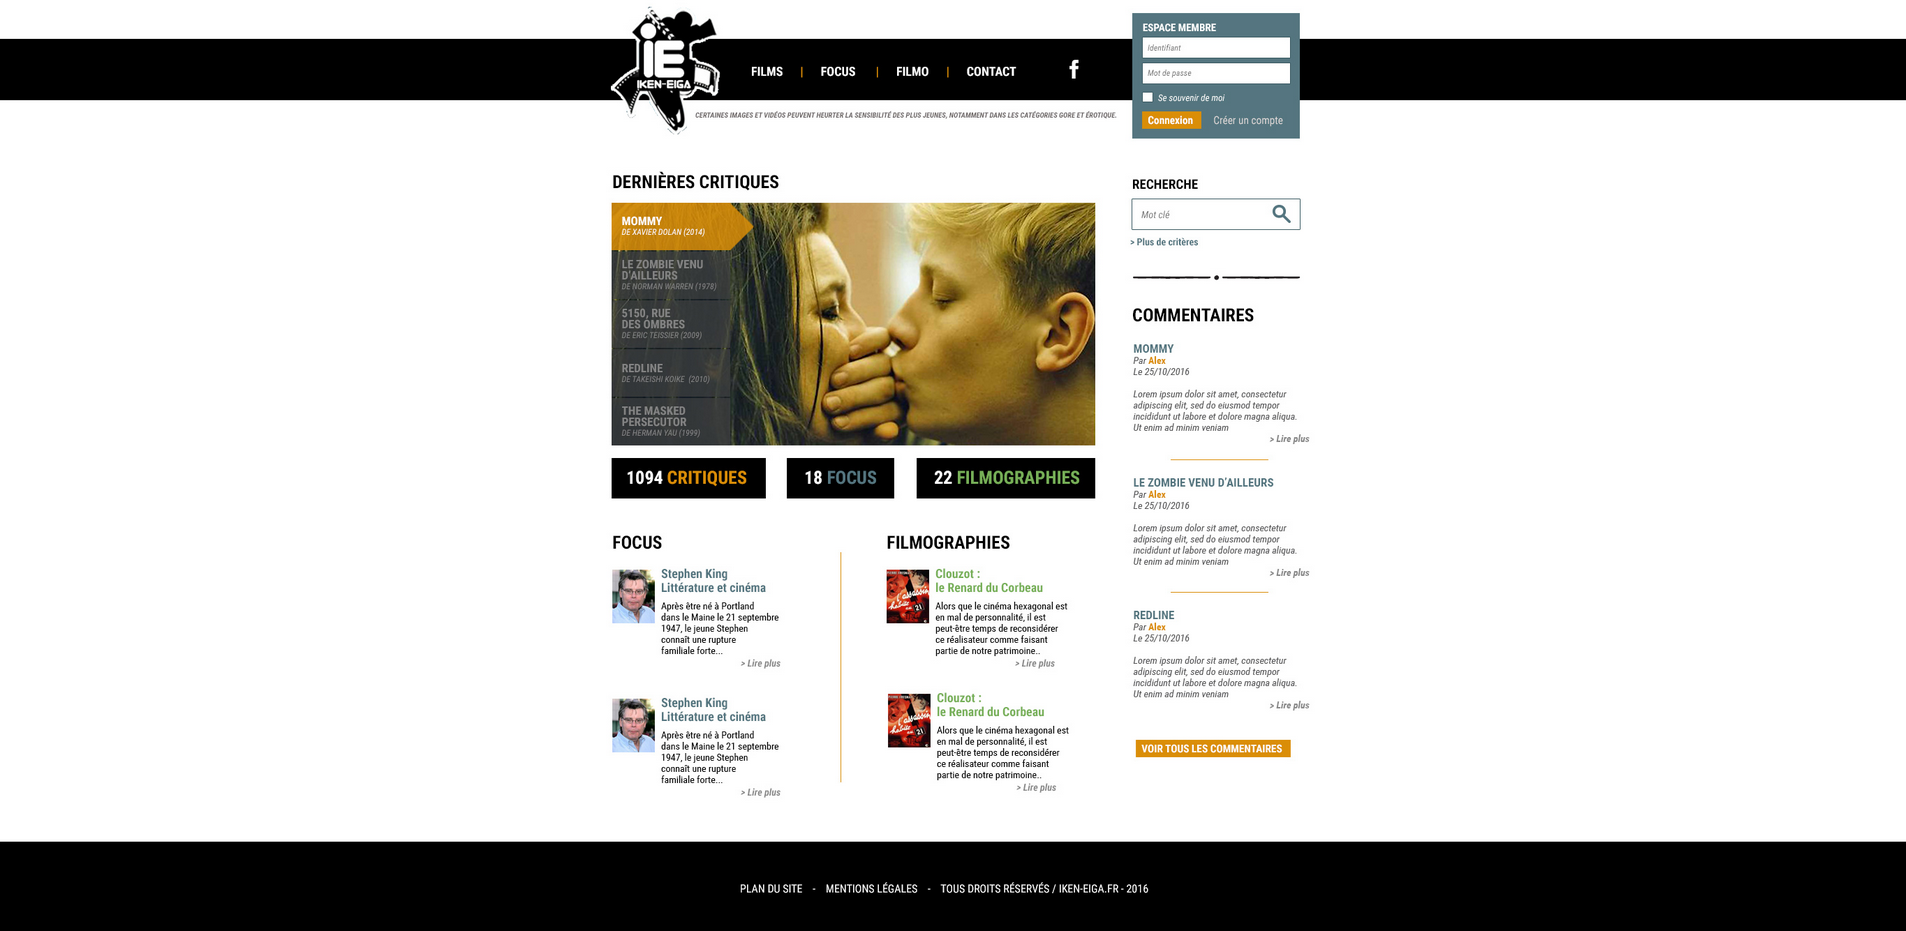 iE
IKEN-EIGA
FILMS | FOCUS | FILMO | CONTACT
f
ESPACE MEMBRE
Identifiant
Mot de passe
Se souvenir de moi
Connexion Créer un compte
CERTAINES IMAGES ET VIDÉOS PEUVENT HEURTER LA SENSIBILITÉ DES PLUS JEUNES, NOTAMMENT DANS LES CATÉGORIES GORE ET ÉROTIQUE.
DERNIÈRES CRITIQUES
MOMMY
DE XAVIER DOLAN (2014)
LE ZOMBIE VENU
D'AILLEURS
DE NORMAN WARREN (1978)
5150, RUE
DES OMBRES
DE ERIC TEISSIER (2009)
REDLINE
DE TAKEISHI KOIKE (2010)
THE MASKED
PERSECUTOR
DE HERMAN YAU (1999)
1094 CRITIQUES
18 FOCUS
22 FILMOGRAPHIES
FOCUS
Stephen King
Littérature et cinéma
Après être né à Portland
dans le Maine le 21 septembre
1947, le jeune Stephen
connaît une rupture
familiale forte...
> Lire plus
Stephen King
Littérature et cinéma
Après être né à Portland
dans le Maine le 21 septembre
1947, le jeune Stephen
connaît une rupture
familiale forte...
> Lire plus
FILMOGRAPHIES
Clouzot :
le Renard du Corbeau
Alors que le cinéma hexagonal est
en mal de personnalité, il est
peut-être temps de reconsidérer
ce réalisateur comme faisant
partie de notre patrimoine..
> Lire plus
Clouzot :
le Renard du Corbeau
Alors que le cinéma hexagonal est
en mal de personnalité, il est
peut-être temps de reconsidérer
ce réalisateur comme faisant
partie de notre patrimoine..
> Lire plus
RECHERCHE
Mot clé
> Plus de critères
COMMENTAIRES
MOMMY
Par Alex
Le 25/10/2016
Lorem ipsum dolor sit amet, consectetur
adipiscing elit, sed do eiusmod tempor
incididunt ut labore et dolore magna aliqua.
Ut enim ad minim veniam
> Lire plus
LE ZOMBIE VENU D'AILLEURS
Par Alex
Le 25/10/2016
Lorem ipsum dolor sit amet, consectetur
adipiscing elit, sed do eiusmod tempor
incididunt ut labore et dolore magna aliqua.
Ut enim ad minim veniam
> Lire plus
REDLINE
Par Alex
Le 25/10/2016
Lorem ipsum dolor sit amet, consectetur
adipiscing elit, sed do eiusmod tempor
incididunt ut labore et dolore magna aliqua.
Ut enim ad minim veniam
> Lire plus
VOIR TOUS LES COMMENTAIRES
PLAN DU SITE - MENTIONS LÉGALES - TOUS DROITS RÉSERVÉS / IKEN-EIGA.FR - 2016